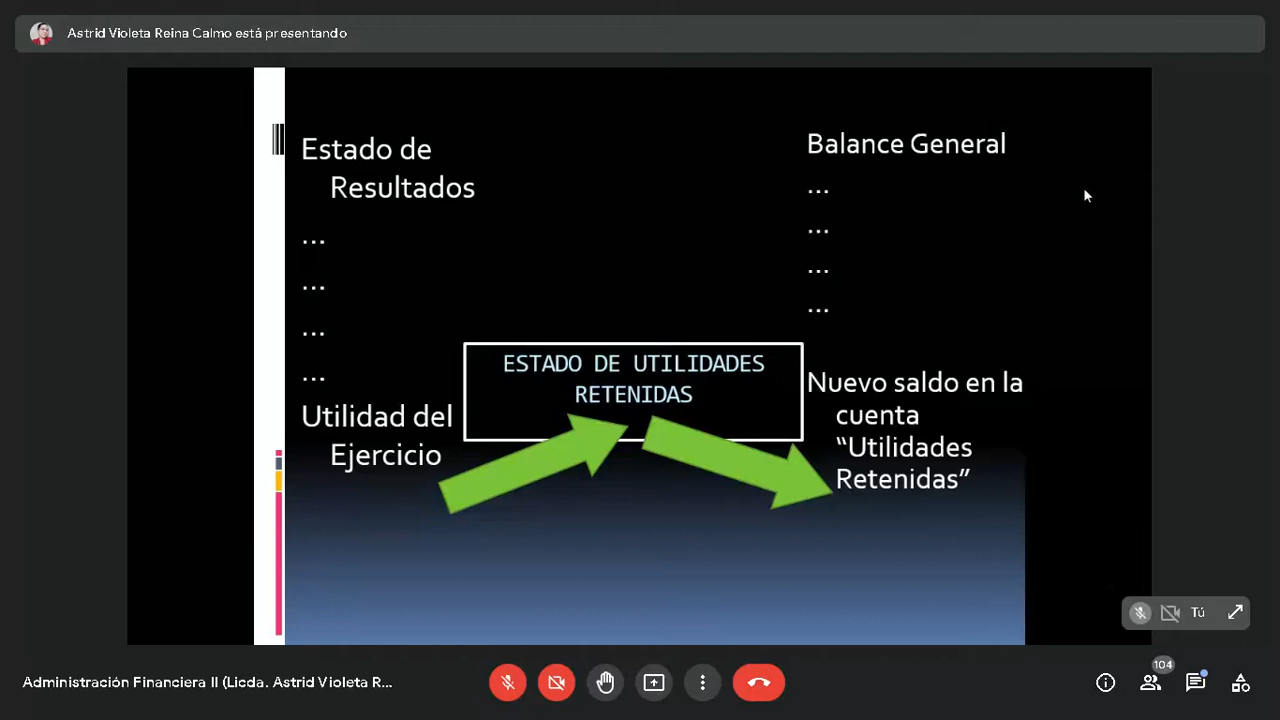 Astrid Violeta Reina Calmo está presentando
Estado de
Resultados
...
...
...
...
Utilidad del
Ejercicio
ESTADO DE UTILIDADES
RETENIDAS
Balance General
...
...
...
...
Nuevo saldo en la
cuenta
“Utilidades
Retenidas”
Tú
Administración Financiera II (Licda. Astrid Violeta R...
104